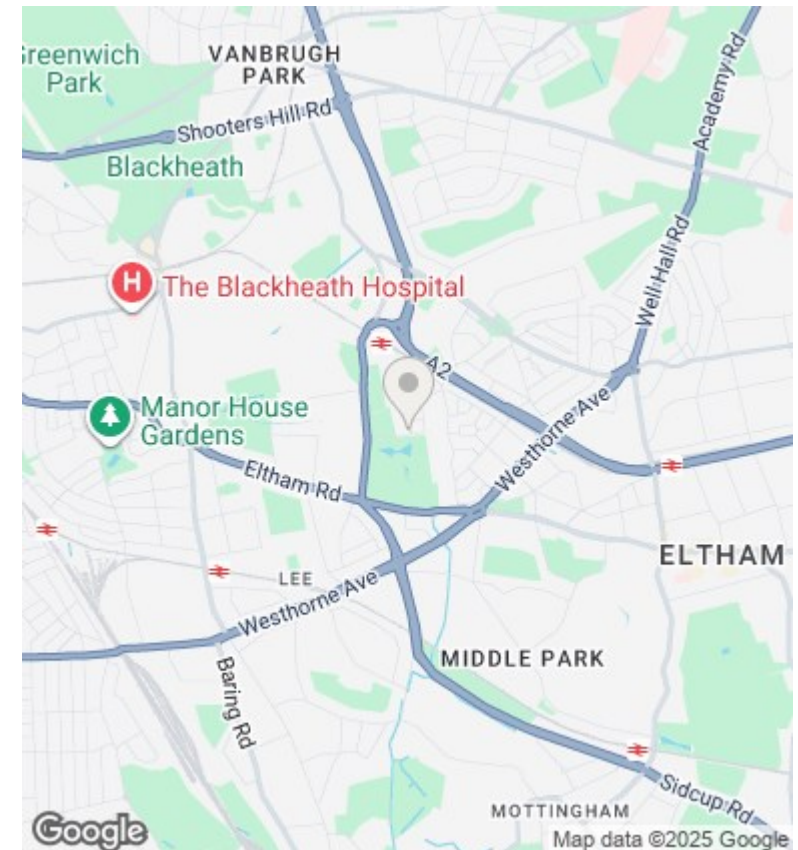 Greenwich
Park
VANBRUGH
PARK
Shooters Hill Rd
Academy Rd
Blackheath
H
The Blackheath Hospital
Well Hall Rd
A2
Manor House
Gardens
Westhorne Ave
Eltham Rd
ELTHAM
LEE
Westhorne Ave
MIDDLE PARK
Baring Rd
Sidcup Rd
MOTTINGHAM
Google
Map data ©2025 Google